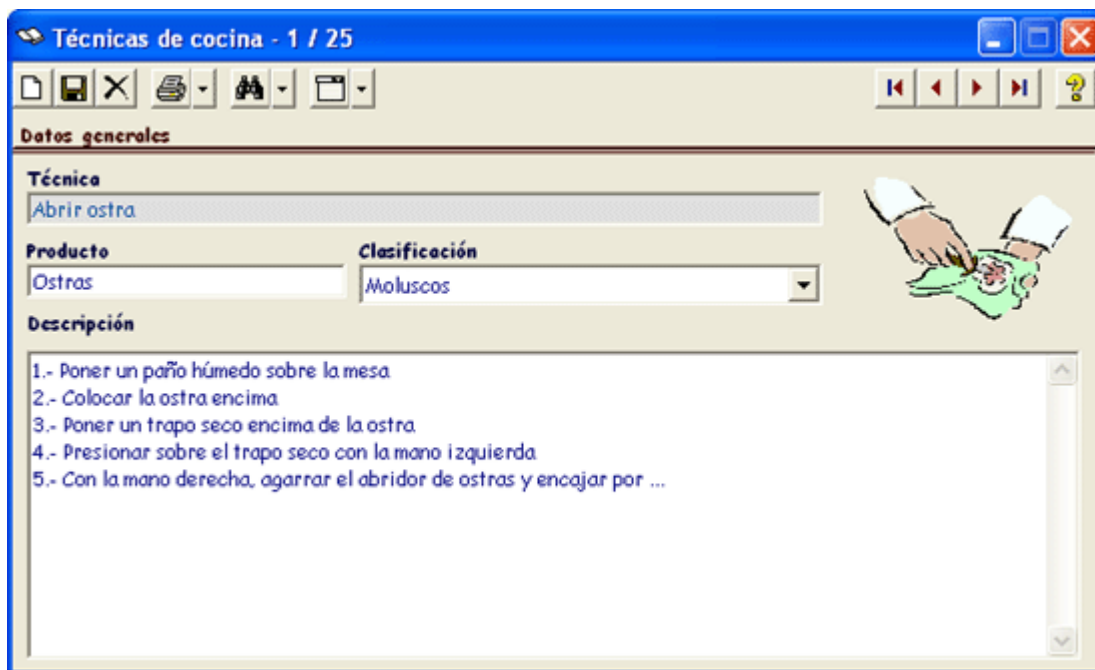 Técnicas de cocina - 1 / 25
Datos generales
Técnica
Abrir ostra
Producto
Clasificación
Ostras
Moluscos
Descripción
1.- Poner un paño húmedo sobre la mesa
2.- Colocar la ostra encima
3.- Poner un trapo seco encima de la ostra
4.- Presionar sobre el trapo seco con la mano izquierda
5.- Con la mano derecha, agarrar el abridor de ostras y encajar por ...